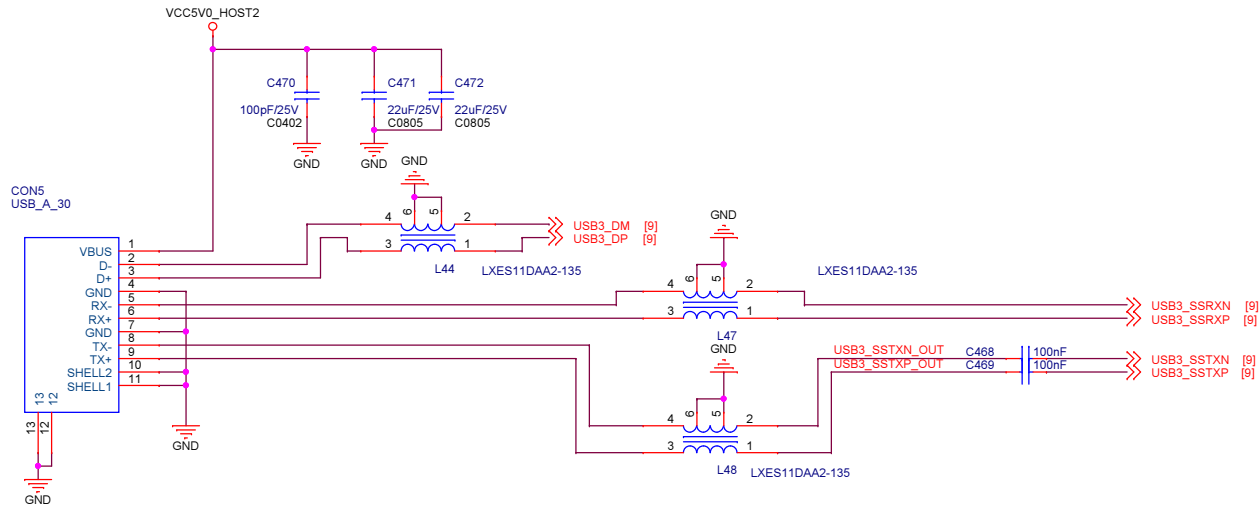 VCC5V0_HOST2
C470
C471
C472
100pF/25V
22uF/25V
22uF/25V
C0402
C0805
C0805
GND
GND
GND
CON5
USB_A_30
4
6
5
2
USB3_DM [9]
3
1
USB3_DP [9]
L44
LXES11DAA2-135
GND
LXES11DAA2-135
VBUS
1
D-
2
D+
3
GND
4
RX-
5
RX+
6
GND
7
TX-
8
TX+
9
SHELL2
10
SHELL1
11
4
6
5
2
3
1
L47
USB3_SSRXN [9]
USB3_SSRXP [9]
GND
USB3_SSTXN_OUT
C468
100nF
USB3_SSTXN [9]
USB3_SSTXP_OUT
C469
100nF
USB3_SSTXP [9]
13
12
13
12
4
6
5
2
3
1
L48
LXES11DAA2-135
GND
GND